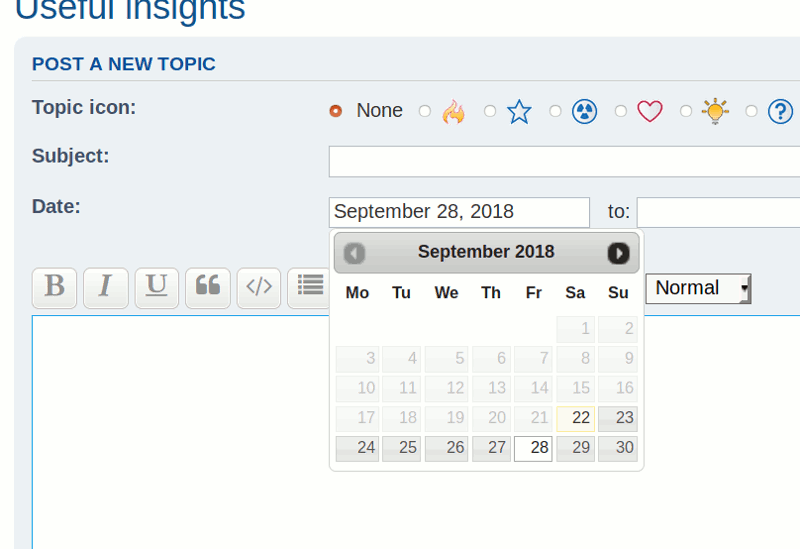 Useful Insights
POST A NEW TOPIC
Topic icon: None
Subject:
Date: September 28, 2018 to:
September 2018
B I U </> Normal
Mo Tu We Th Fr Sa Su
1 2
3 4 5 6 7 8 9
10 11 12 13 14 15 16
17 18 19 20 21 22 23
24 25 26 27 28 29 30